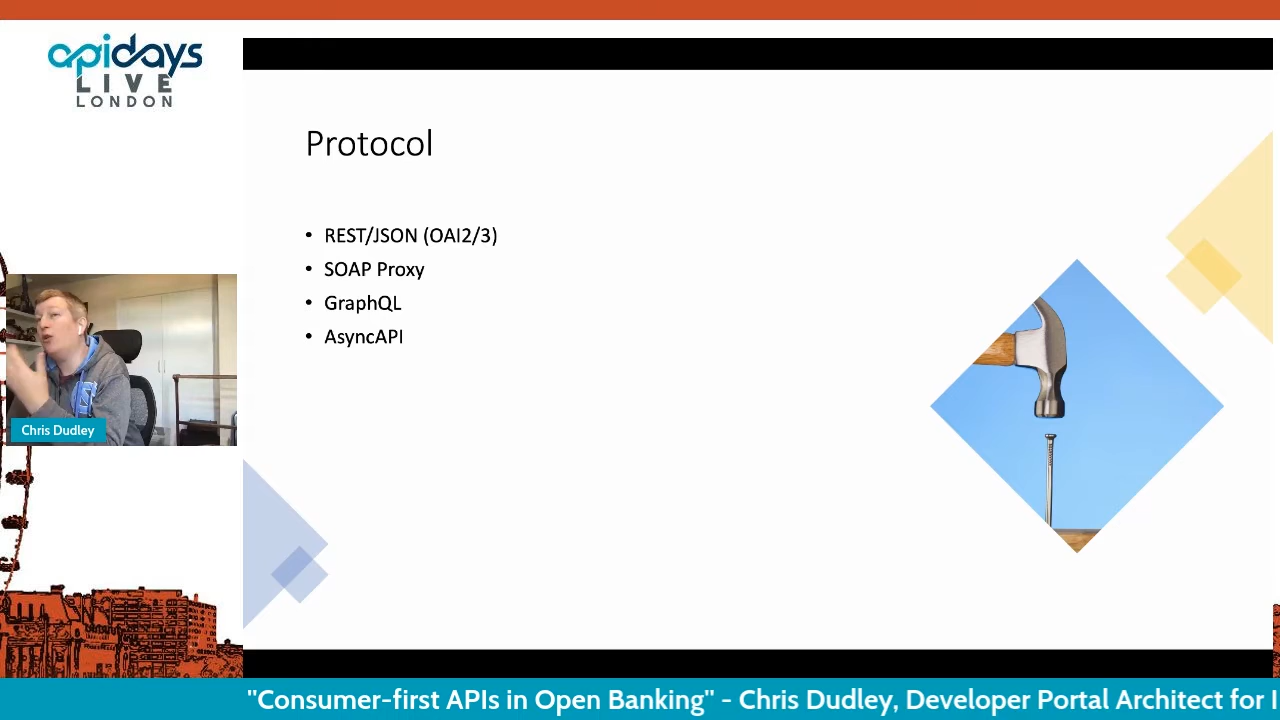 apidays
LIVE
LONDON
Protocol
• REST/JSON (OAI2/3)
• SOAP Proxy
• GraphQL
• AsyncAPI
Chris Dudley
"Consumer-first APIs in Open Banking" - Chris Dudley, Developer Portal Architect for I